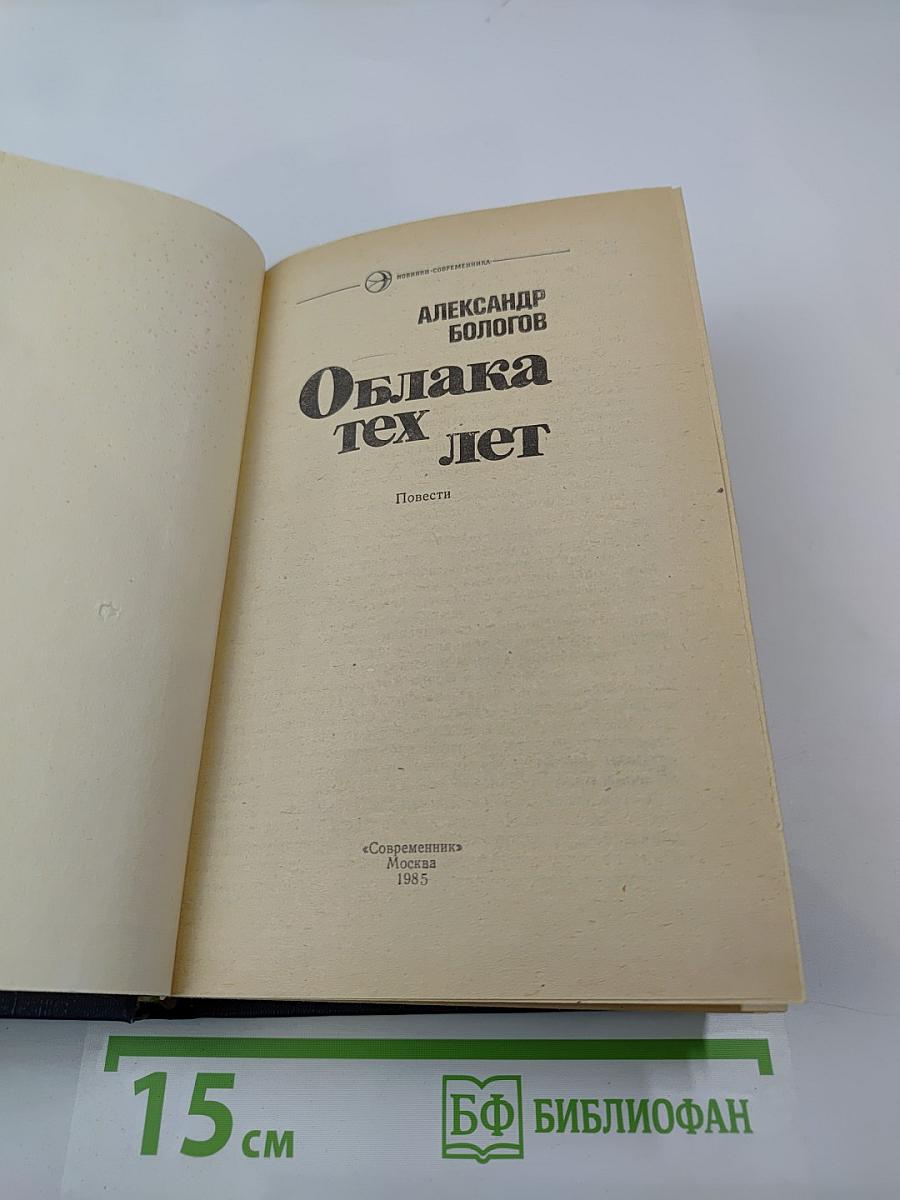 НОВИНКИ·СОВРЕМЕННИКА
АЛЕКСАНДР
БОЛОГОВ
Облака
тех
лет
Повести
«Современник»
Москва
1985
15 см
БФ БИБЛИОФАН